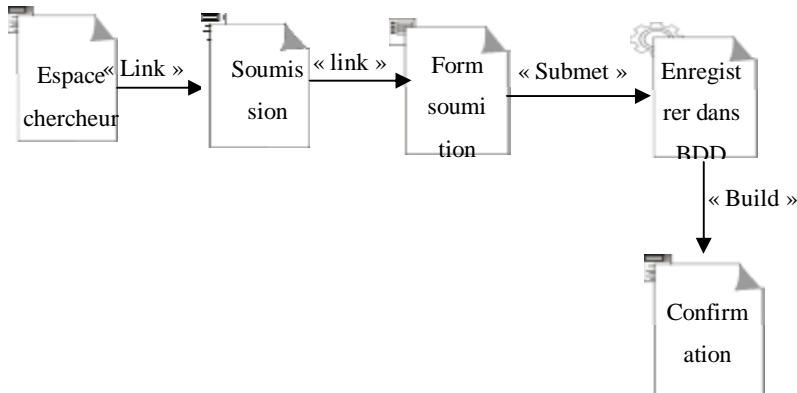 Espace
chercheur
« Link »
Soumis
sion
« link »
Form
soumi
tion
« Submet »
Enregist
rer dans
BDD
« Build »
Confirm
ation